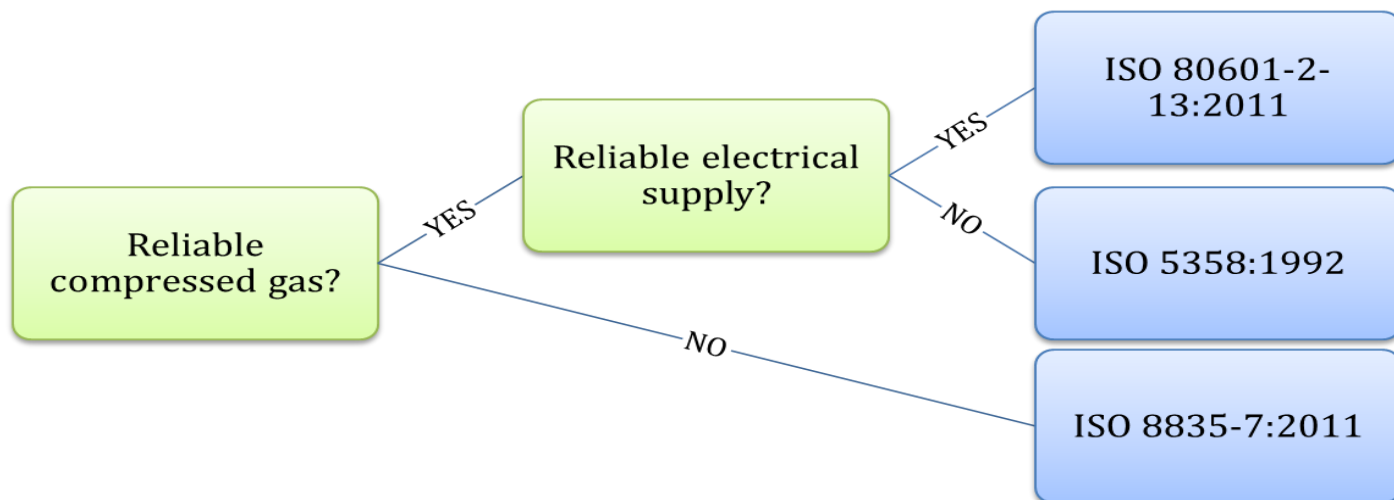 Reliable
compressed gas?
YES
NO
Reliable electrical
supply?
YES
NO
ISO 80601-2-
13:2011
ISO 5358:1992
ISO 8835-7:2011